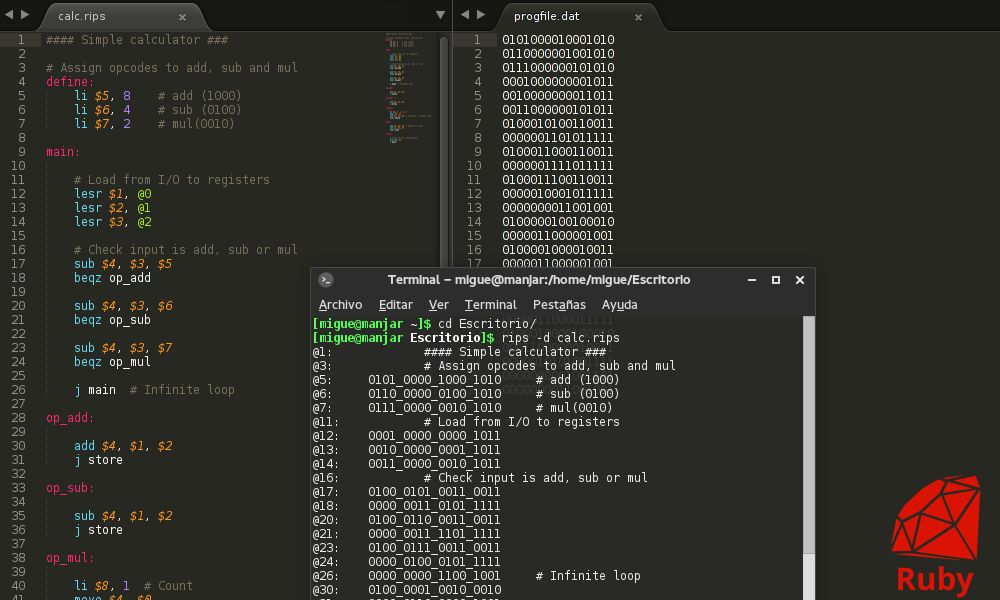 calc.rips
1 #### Simple calculator ###
2
3 # Assign opcodes to add, sub and mul
4 define:
5 li $5, 8 # add (1000)
6 li $6, 4 # sub (0100)
7 li $7, 2 # mul(0010)
8
9 main:
10
11 # Load from I/O to registers
12 lesr $1, @0
13 lesr $2, @1
14 lesr $3, @2
15
16 # Check input is add, sub or mul
17 sub $4, $3, $5
18 beqz op_add
19
20 sub $4, $3, $6
21 beqz op_sub
22
23 sub $4, $3, $7
24 beqz op_mul
25
26 j main # Infinite loop
27
28 op_add:
29
30 add $4, $1, $2
31 j store
32
33 op_sub:
34
35 sub $4, $1, $2
36 j store
37
38 op_mul:
39
40 li $8, 1 # Count
41 move $4, $0
progfile.dat
1 0101000010001010
2 0110000001001010
3 0111000000101010
4 0001000000001011
5 0010000000011011
6 0011000000101011
7 0100010100110011
8 0000001101011111
9 0100011000110011
10 0000001111011111
11 0100011100110011
12 0000010001011111
13 0000000011001001
14 0100000100100010
15 0000011000001001
16 0100001000010011
17 0000011000001001
Terminal – migue@manjar:/home/migue/Escritorio
Archivo Editar Ver Terminal Pestañas Ayuda
[migue@manjar ~]$ cd Escritorio/
[migue@manjar Escritorio]$ rips -d calc.rips
@1: #### Simple calculator ###
@3: # Assign opcodes to add, sub and mul
@5: 0101_0000_1000_1010 # add (1000)
@6: 0110_0000_0100_1010 # sub (0100)
@7: 0111_0000_0010_1010 # mul(0010)
@11: # Load from I/O to registers
@12: 0001_0000_0000_1011
@13: 0010_0000_0001_1011
@14: 0011_0000_0010_1011
@16: # Check input is add, sub or mul
@17: 0100_0101_0011_0011
@18: 0000_0011_0101_1111
@20: 0100_0110_0011_0011
@21: 0000_0011_1101_1111
@23: 0100_0111_0011_0011
@24: 0000_0100_0101_1111
@26: 0000_0000_1100_1001 # Infinite loop
@30: 0100_0001_0010_0010
Ruby